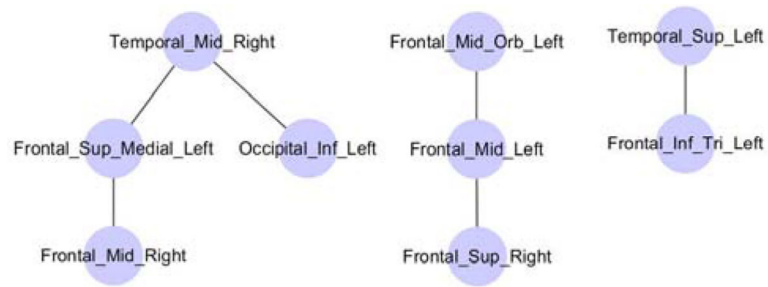 Temporal_Mid_Right
Frontal_Mid_Orb_Left
Temporal_Sup_Left
Frontal_Sup_Medial_Left
Occipital_Inf_Left
Frontal_Mid_Left
Frontal_Inf_Tri_Left
Frontal_Mid_Right
Frontal_Sup_Right